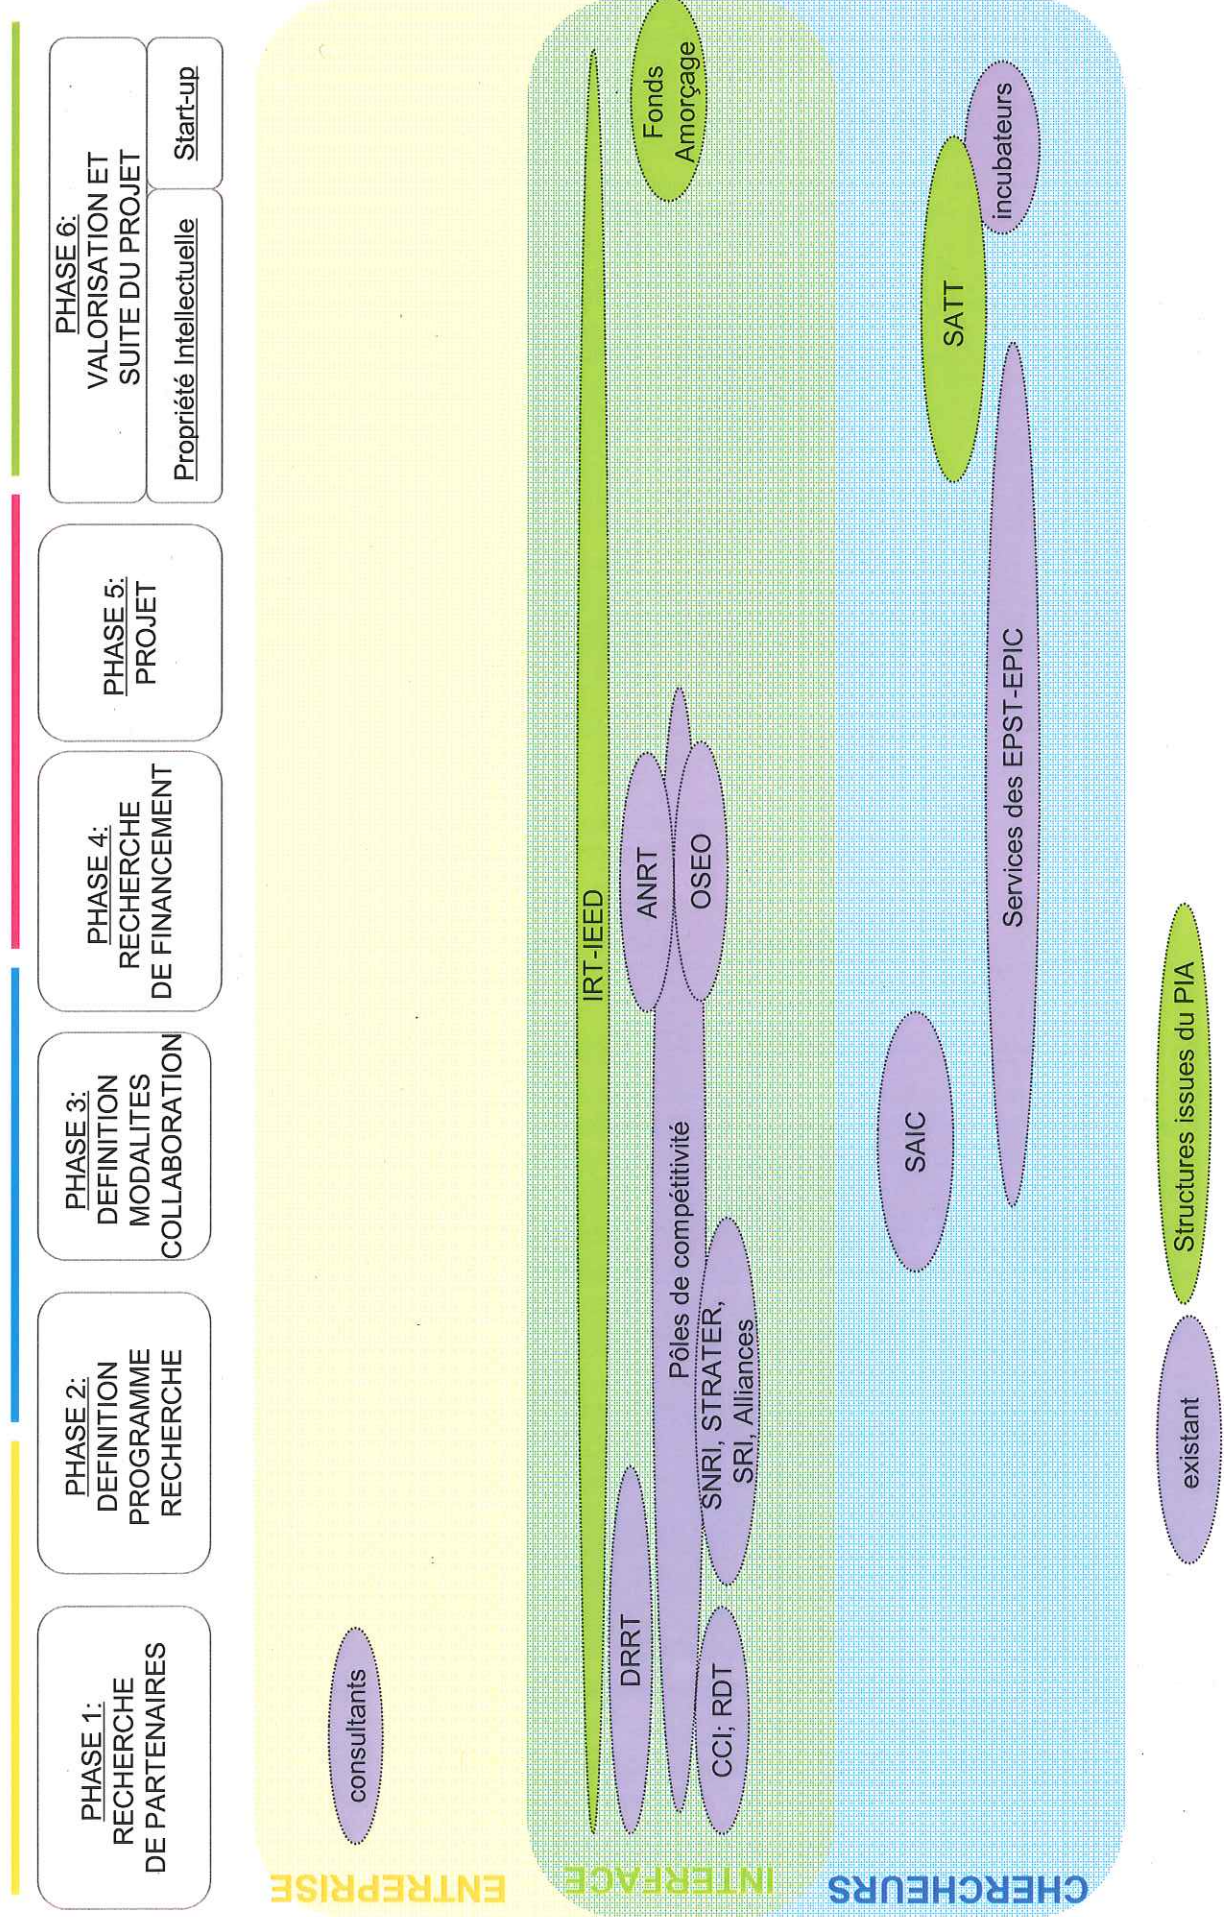 PHASE 1:
RECHERCHE
DE PARTENAIRES
PHASE 2:
DEFINITION
PROGRAMME
RECHERCHE
PHASE 3:
DEFINITION
MODALITES
COLLABORATION
PHASE 4:
RECHERCHE
DE FINANCEMENT
PHASE 5:
PROJET
PHASE 6:
VALORISATION ET
SUITE DU PROJET
Propriété Intellectuelle
Start-up
ENTREPRISE
consultants
INTERFACE
IRT-IEED
Fonds
Amorçage
DRRT
ANRT
Pôles de compétitivité
OSEO
CCI; RDT
SNRI, STRATER,
SRI, Alliances
CHERCHEURS
SAIC
SATT
Services des EPST-EPIC
incubateurs
existant
Structures issues du PIA